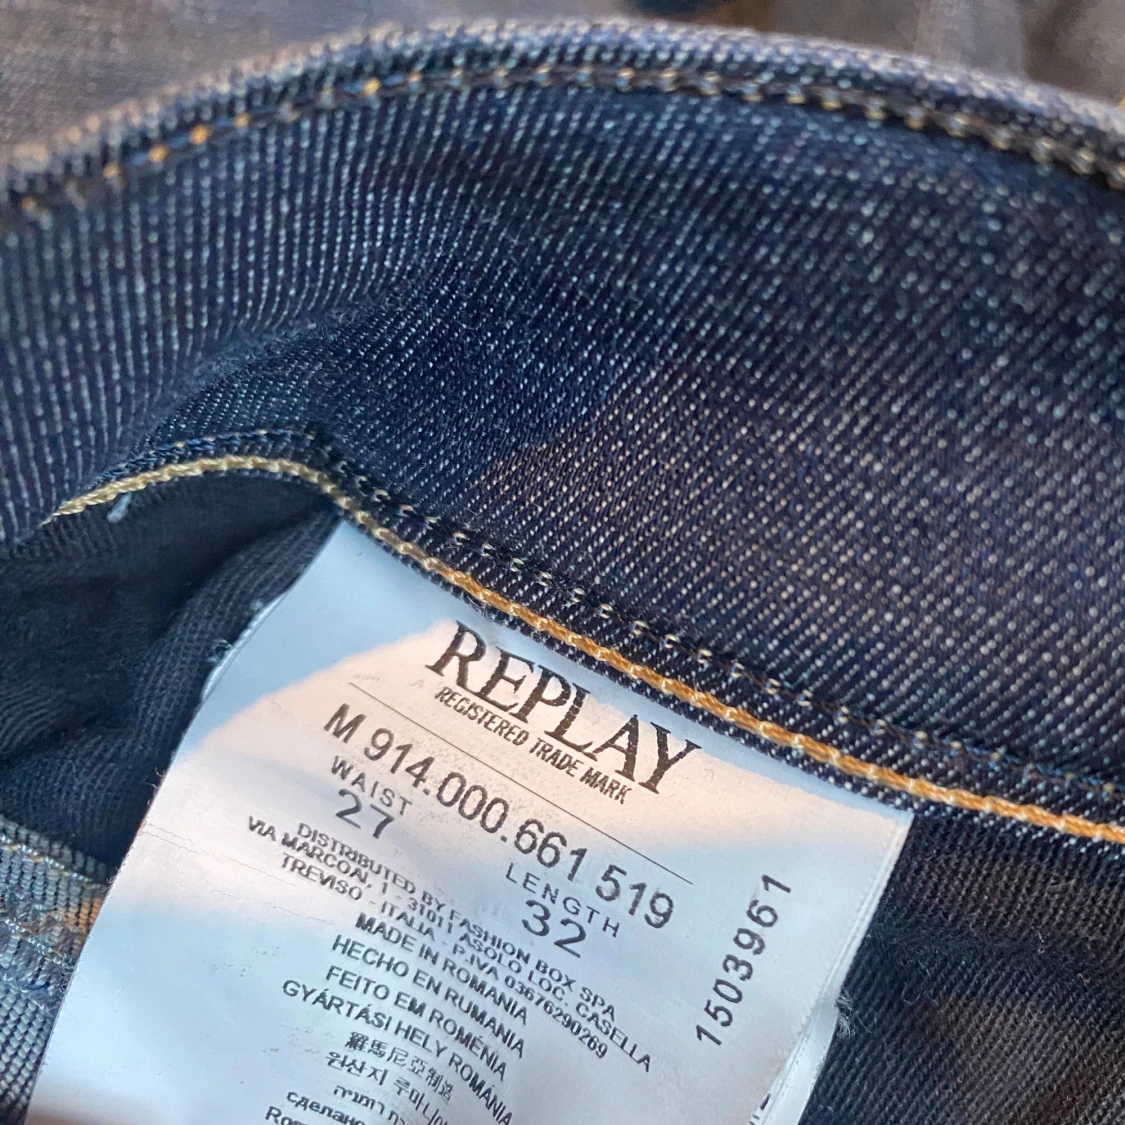 REPLAY
REGISTERED TRADE MARK
M 914.000.661 519
WAIST
27
LENGTH
32
DISTRIBUTED BY FASHION BOX SPA
VIA MARCONI, 1 - 31011 ASOLO LOC. CASELLA
TREVISO - ITALIA - P.IVA 03676290269
MADE IN ROMANIA
HECHO EN RUMANIA
FEITO EM ROMÉNIA
GYÁRTÁSI HELY ROMÁNIA
羅馬尼亞制造
원산지 루마니아
сделано
1503961